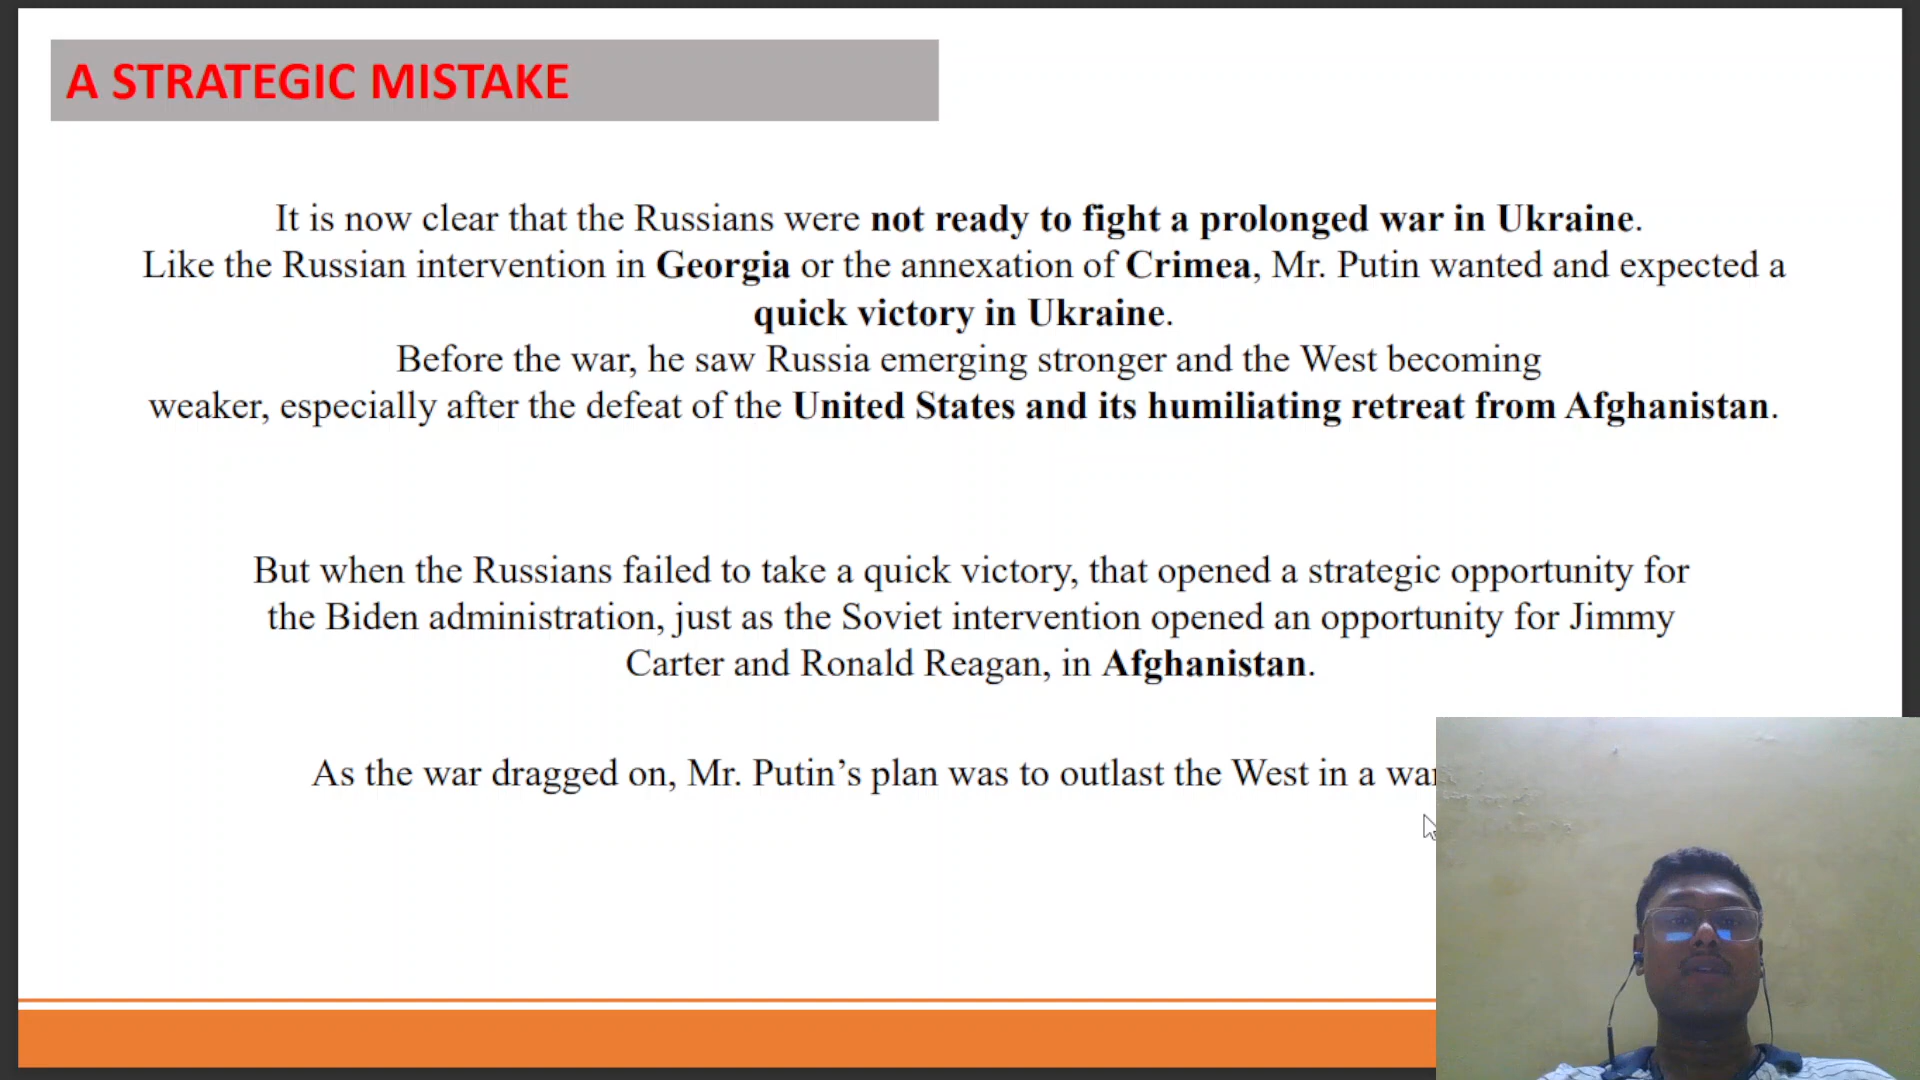 A STRATEGIC MISTAKE
It is now clear that the Russians were not ready to fight a prolonged war in Ukraine.
Like the Russian intervention in Georgia or the annexation of Crimea, Mr. Putin wanted and expected a
quick victory in Ukraine.
Before the war, he saw Russia emerging stronger and the West becoming
weaker, especially after the defeat of the United States and its humiliating retreat from Afghanistan.
But when the Russians failed to take a quick victory, that opened a strategic opportunity for
the Biden administration, just as the Soviet intervention opened an opportunity for Jimmy
Carter and Ronald Reagan, in Afghanistan.
As the war dragged on, Mr. Putin’s plan was to outlast the West in a war